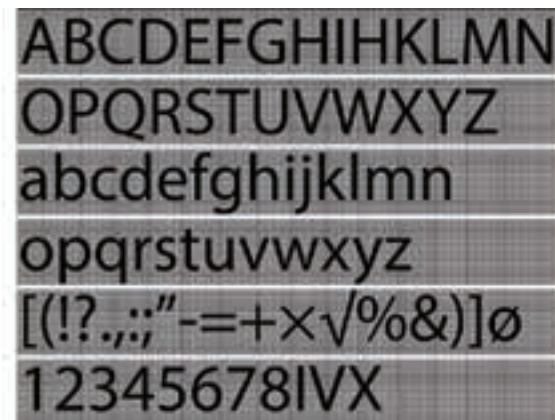 ABCDEFGHIHKLMN
OPQRSTUVWXYZ
abcdefghijklmn
opqrstuvwxyz
[(!?.,:;”-=+×√%&)]ø
12345678IVX